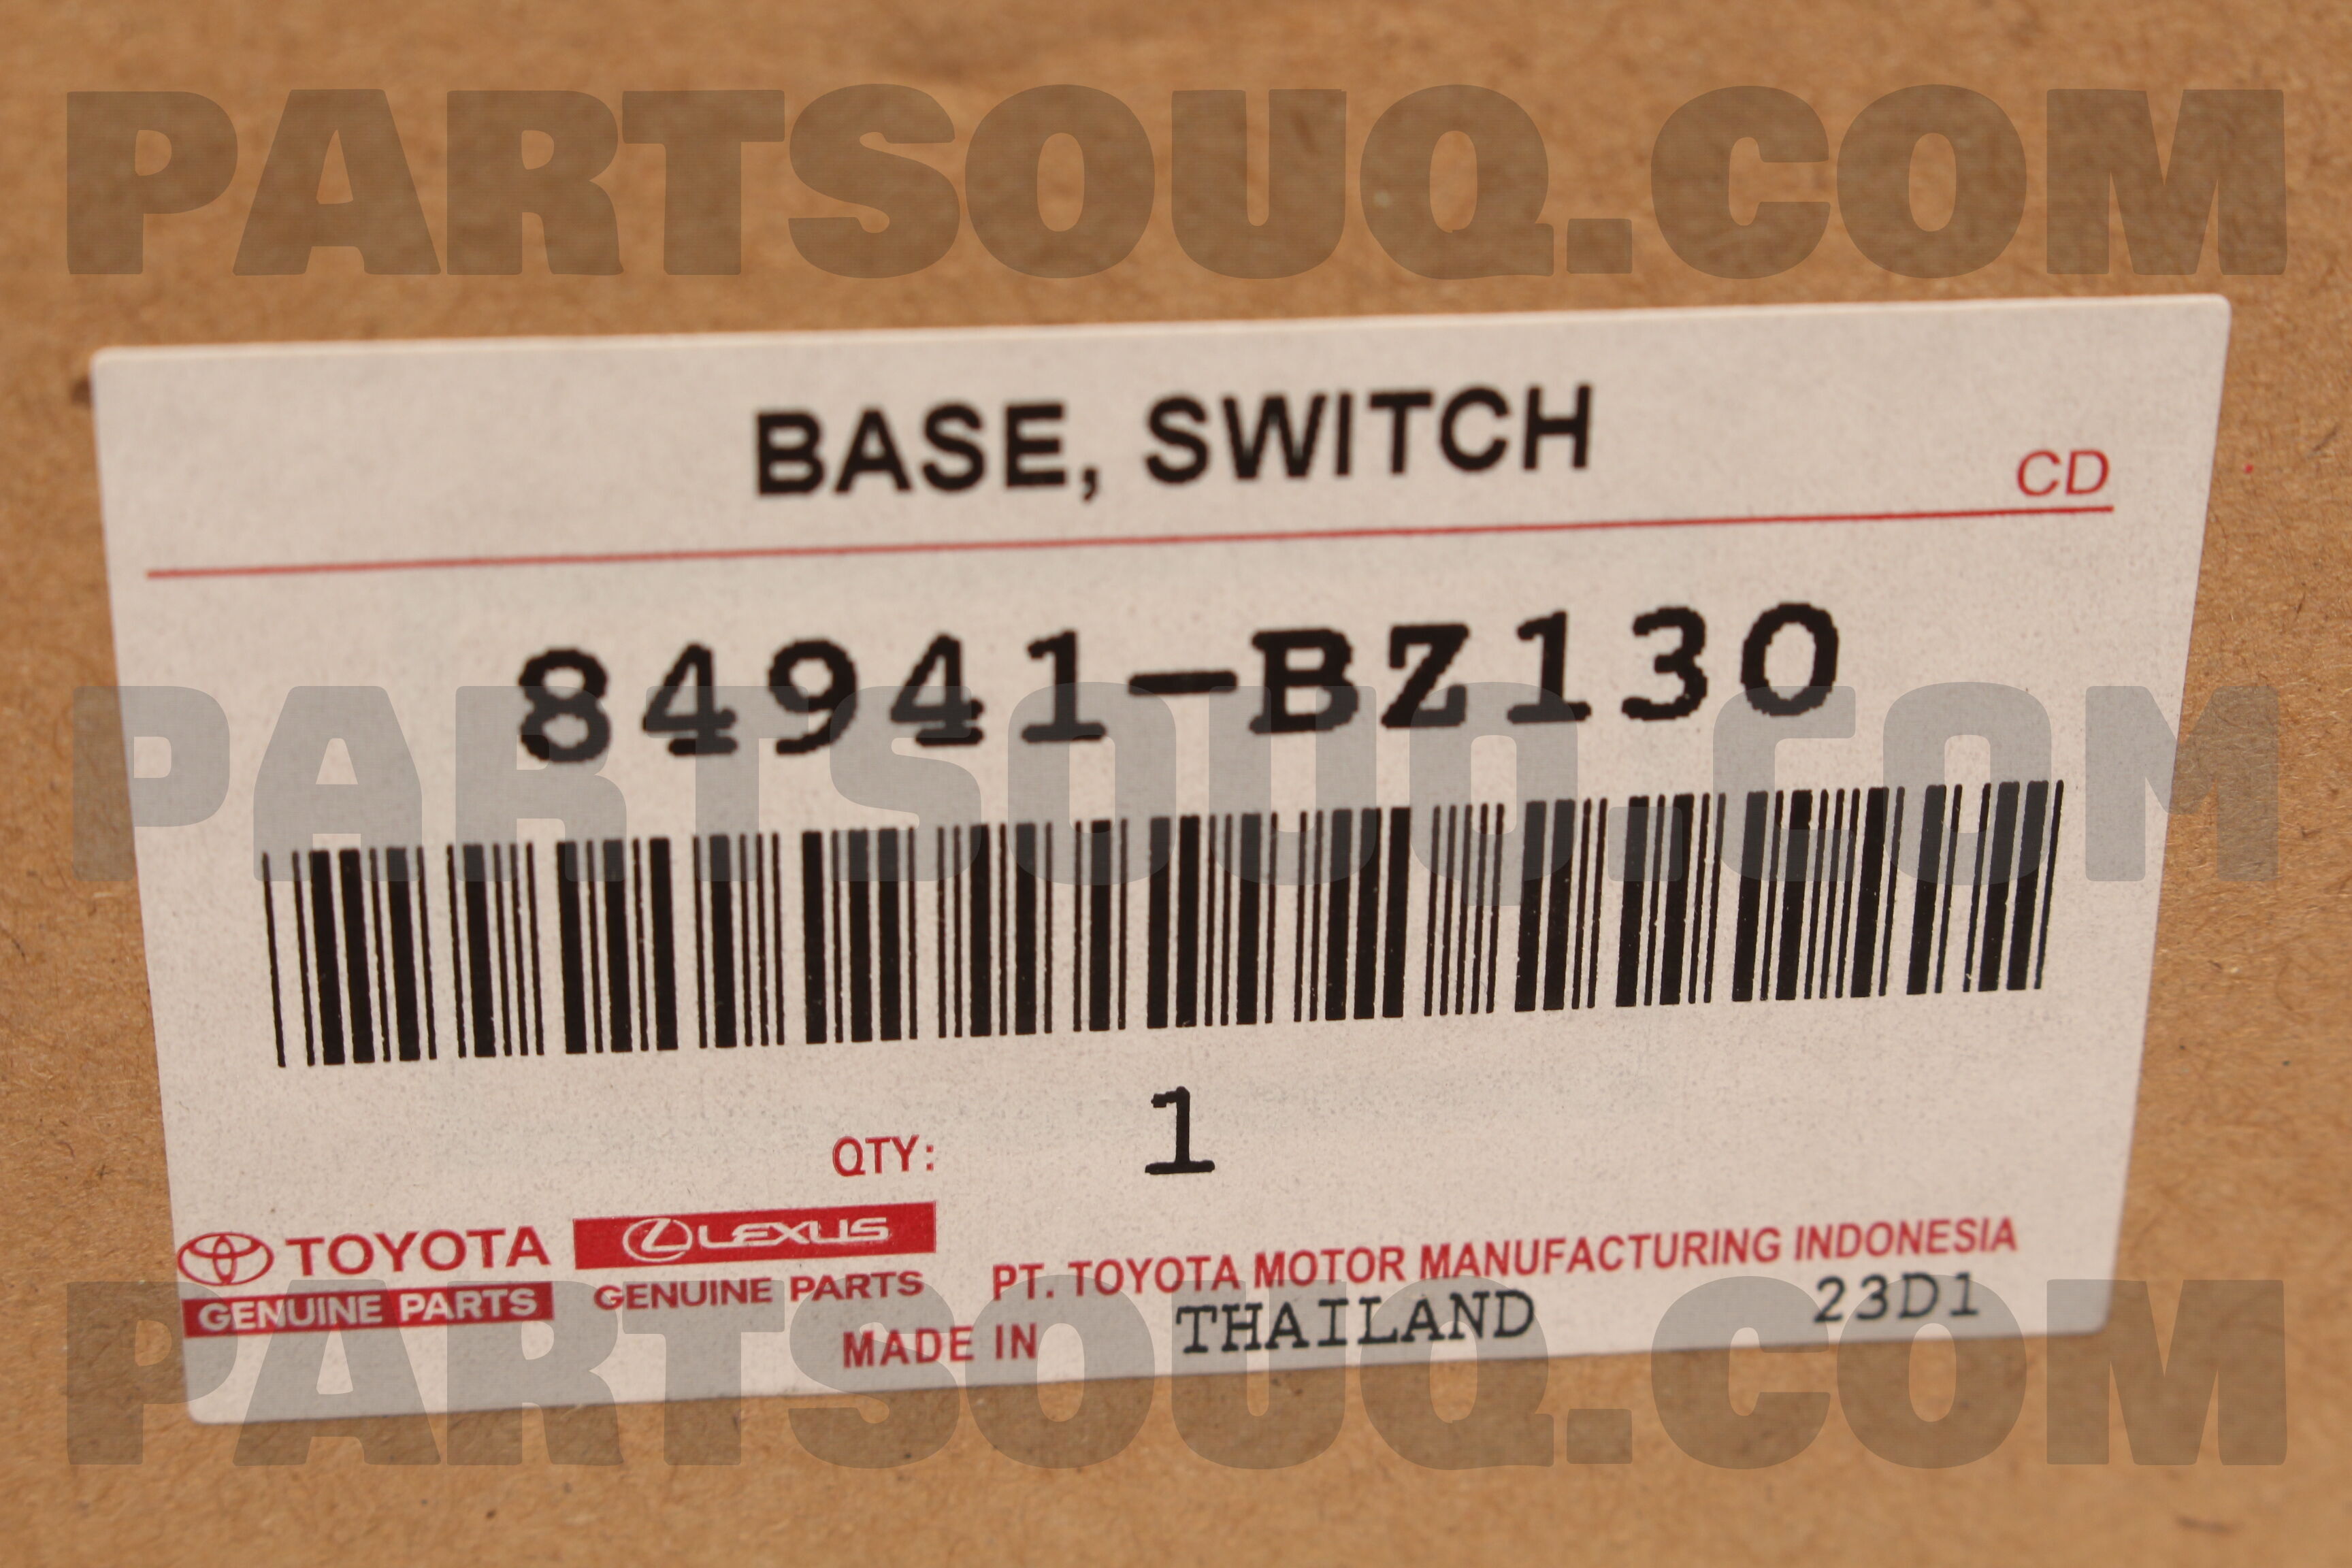 PARTSOUQ.COM
BASE, SWITCH
CD
84941-BZ130
PARTSOUQ.COM
QTY: 1
TOYOTA
GENUINE PARTS
LEXUS
GENUINE PARTS
PT. TOYOTA MOTOR MANUFACTURING INDONESIA
MADE IN THAILAND 23D1
PARTSOUQ.COM